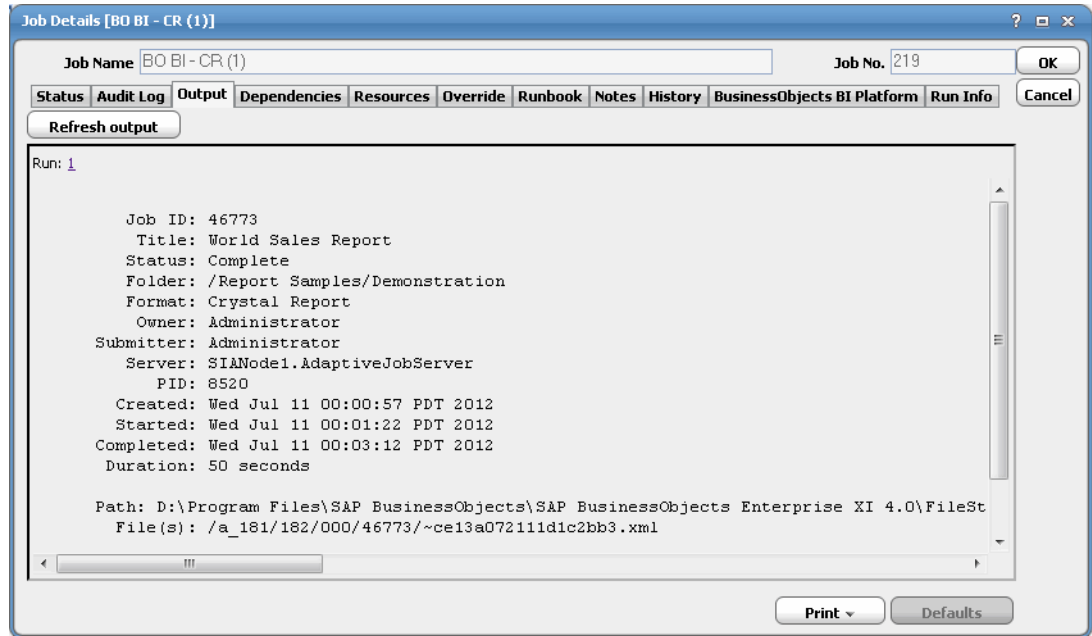 Job Details [BO BI - CR (1)]
Job Name BO BI - CR (1) Job No. 219 OK
Status Audit Log Output Dependencies Resources Override Runbook Notes History BusinessObjects BI Platform Run Info Cancel
Refresh output
Run: 1
Job ID: 46773
Title: World Sales Report
Status: Complete
Folder: /Report Samples/Demonstration
Format: Crystal Report
Owner: Administrator
Submitter: Administrator
Server: SIANode1.AdaptiveJobServer
PID: 8520
Created: Wed Jul 11 00:00:57 PDT 2012
Started: Wed Jul 11 00:01:22 PDT 2012
Completed: Wed Jul 11 00:03:12 PDT 2012
Duration: 50 seconds
Path: D:\Program Files\SAP BusinessObjects\SAP BusinessObjects Enterprise XI 4.0\FileSt
File(s): /a_181/182/000/46773/~ce13a072111d1c2bb3.xml
Print Defaults